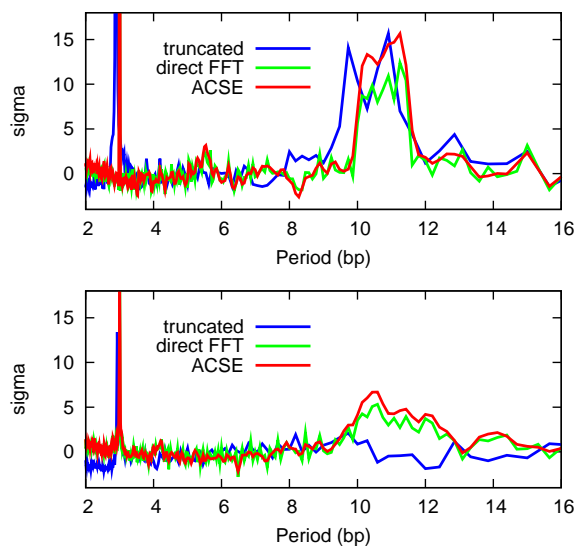 15
10
5
0
sigma
truncated
direct FFT
ACSE
2 4 6 8 10 12 14 16
Period (bp)
15
10
5
0
sigma
truncated
direct FFT
ACSE
2 4 6 8 10 12 14 16
Period (bp)